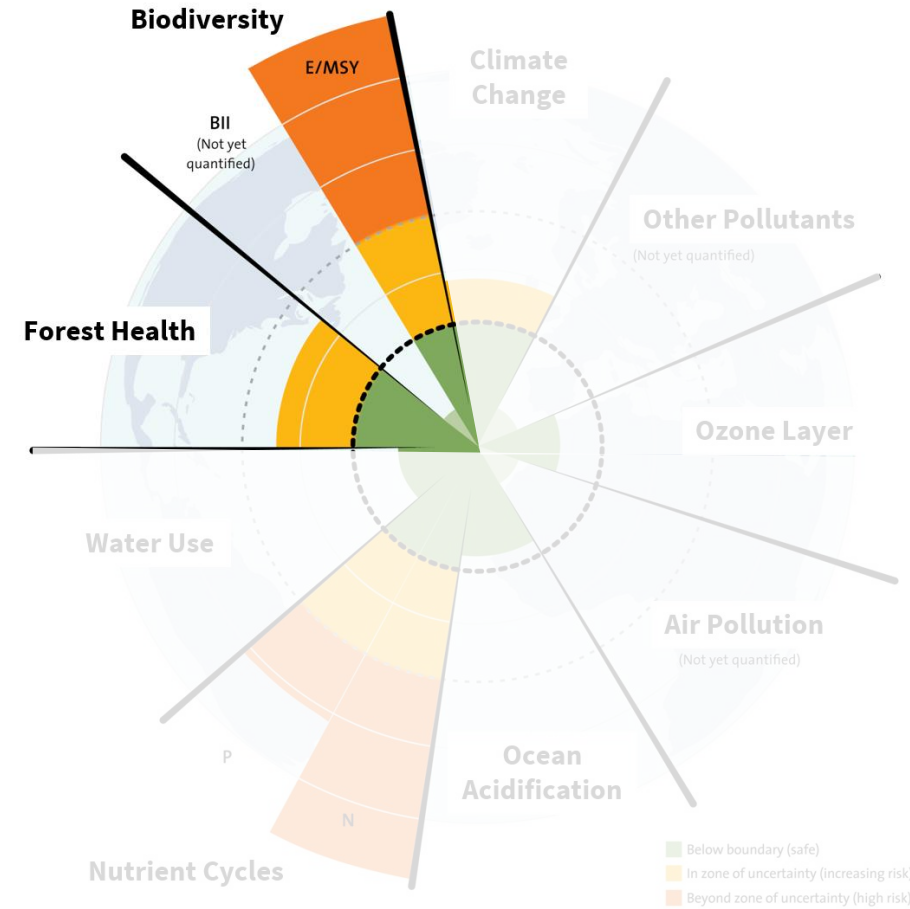 Biodiversity
E/MSY
Climate
Change
BII
(Not yet
quantified)
Other Pollutants
(Not yet quantified)
Forest Health
Ozone Layer
Water Use
Air Pollution
(Not yet quantified)
P
Ocean
Acidification
N
Nutrient Cycles
Below boundary (safe)
In zone of uncertainty (increasing risk)
Beyond zone of uncertainty (high risk)